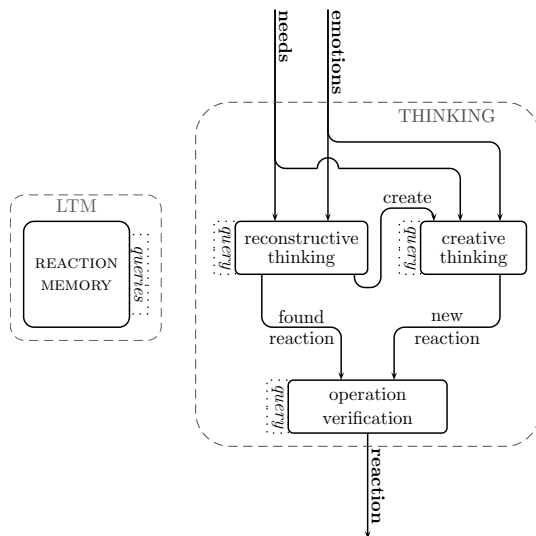 needs
emotions
THINKING
LTM
create
REACTION
MEMORY
queries
query
reconstructive
thinking
query
creative
thinking
found
reaction
new
reaction
query
operation
verification
reaction